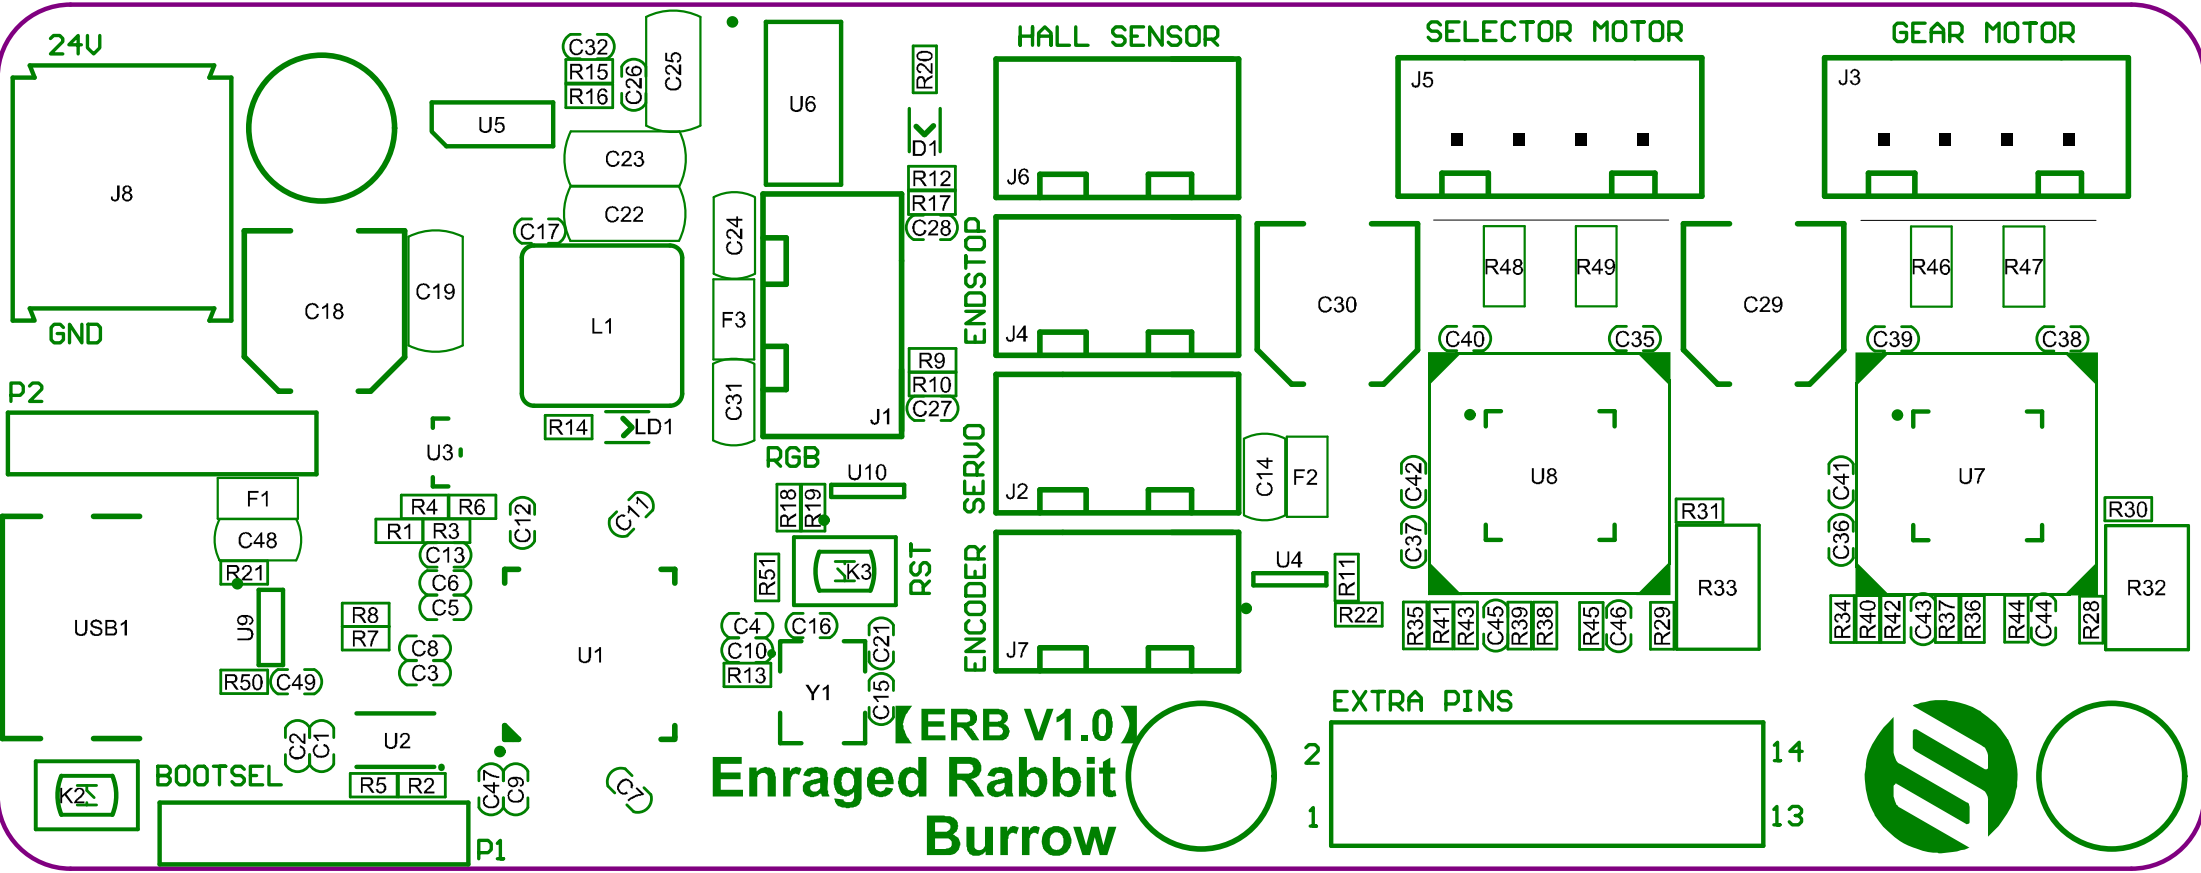 24V
C32
R15
R16
C26
C25
U5
U6
R20
D1
HALL SENSOR
SELECTOR MOTOR
GEAR MOTOR
J5
J3
J8
C23
C22
C17
R12
R17
C28
J6
C24
C18
C19
L1
F3
C31
J1
R9
R10
C27
ENDSTOP
J4
C30
R48
R49
C29
R46
R47
C40
C35
C39
C38
GND
P2
R14
LD1
U3
RGB
U10
R18
R19
SERVO
J2
C14
F2
C42
C37
U8
R31
R33
C41
C36
U7
R30
R32
F1
C48
R21
R4
R6
R1
R3
C13
C6
C5
C12
C11
R51
K3
RST
ENCODER
J7
U4
R11
R22
R35
R41
R43
C45
R39
R38
R45
C46
R29
R34
R40
R42
C43
R37
R36
R44
C44
R28
USB1
U9
R8
R7
C8
C3
R50
C49
U1
C4
C10
R13
C16
C21
C15
Y1
C2
C1
U2
R5
R2
C47
C9
C7
K2
BOOTSEL
P1
【ERB V1.0】
Enraged Rabbit
Burrow
EXTRA PINS
2
14
1
13